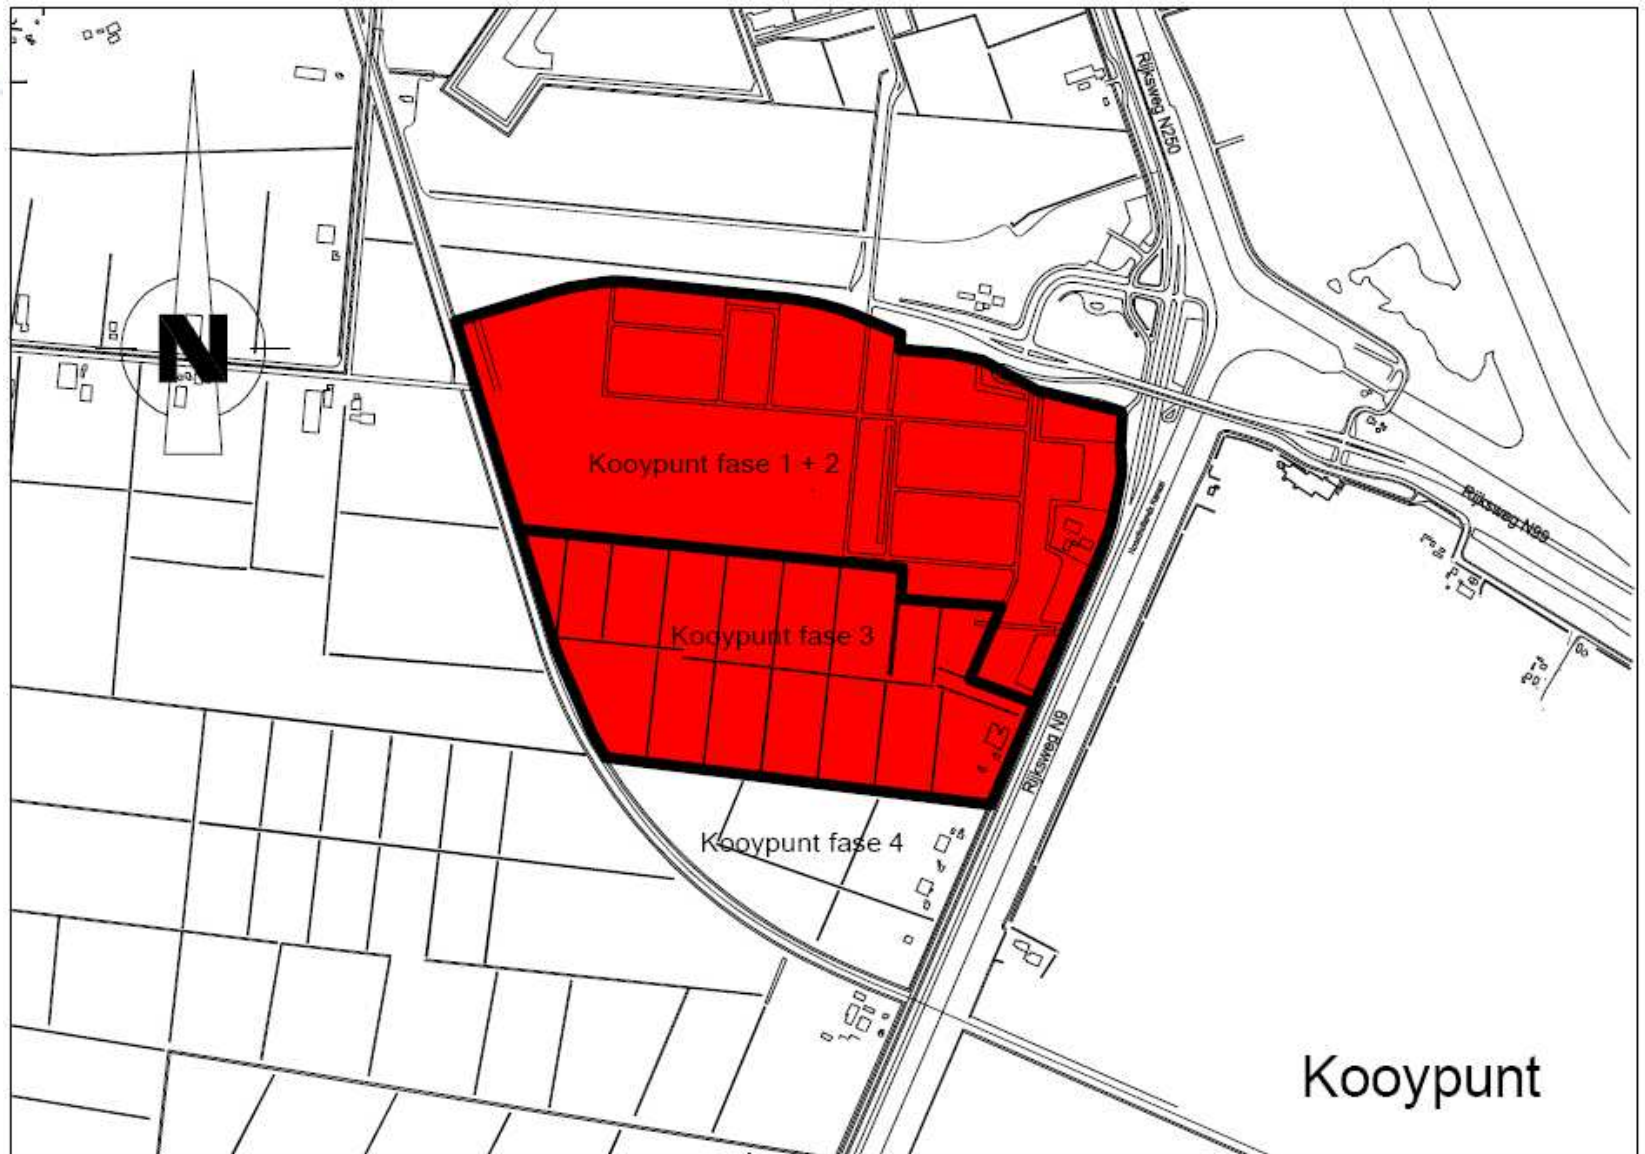 Rijksweg N250
N
Kooypunt fase 1 + 2
Rijksweg N99
Kooypunt fase 3
Rijksweg N9
Kooypunt fase 4
Kooypunt